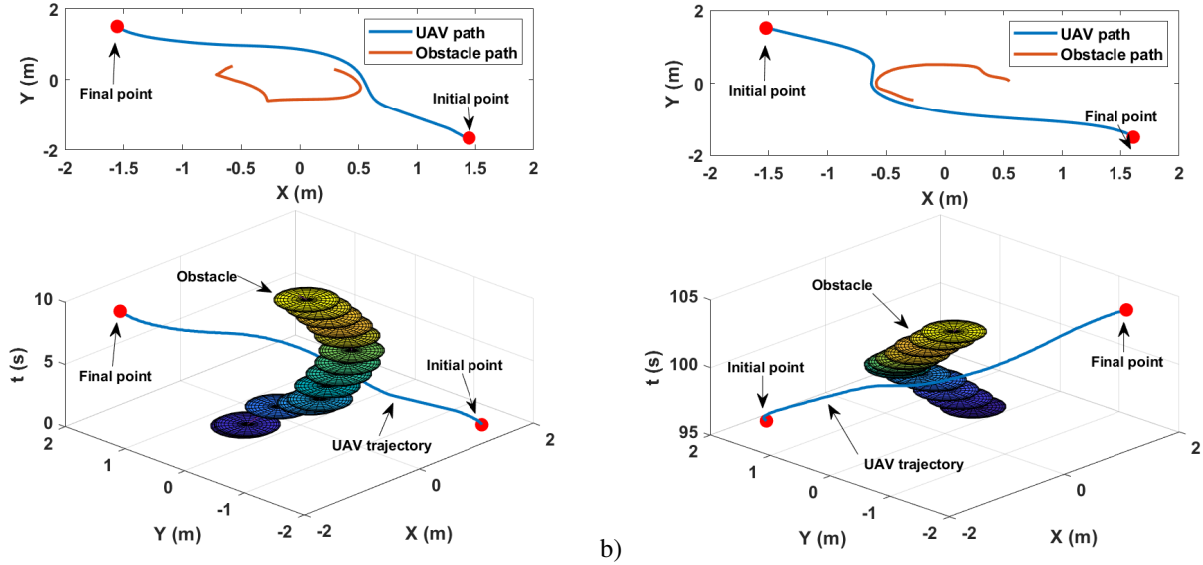 2
UAV path
Obstacle path
Y (m)
0
Final point
Initial point
-2
-2 -1.5 -1 -0.5 0 0.5 1 1.5 2
X (m)
2
UAV path
Obstacle path
Y (m)
0
Initial point
Final point
-2
-2 -1.5 -1 -0.5 0 0.5 1 1.5 2
X (m)
Obstacle
10
t (s)
5
Final point
Initial point
0
2
1
0
-1
-2
UAV trajectory
2
0
-2
Y (m)
X (m)
b)
Obstacle
105
t (s)
100
Initial point
Final point
95
2
1
0
-1
-2
UAV trajectory
2
0
-2
Y (m)
X (m)